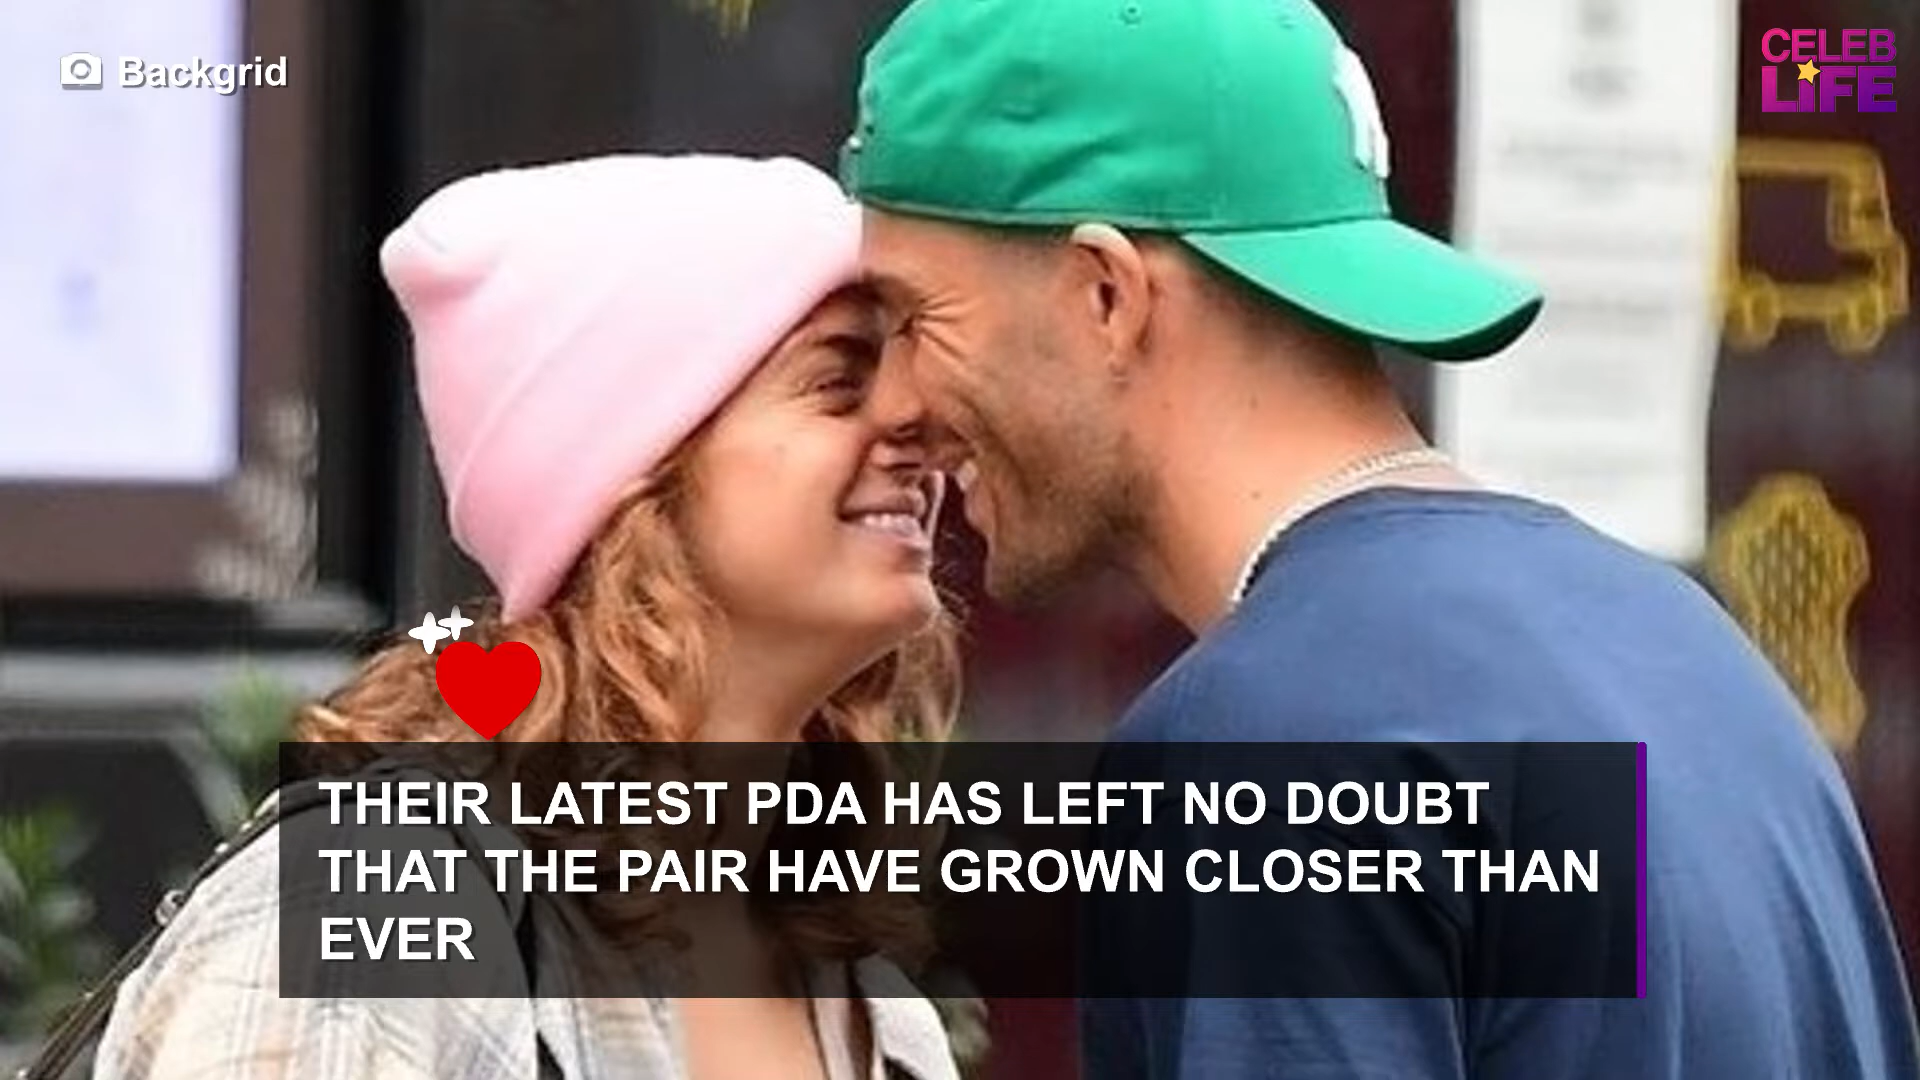 Backgrid
CELEB
LiFE
THEIR LATEST PDA HAS LEFT NO DOUBT
THAT THE PAIR HAVE GROWN CLOSER THAN
EVER